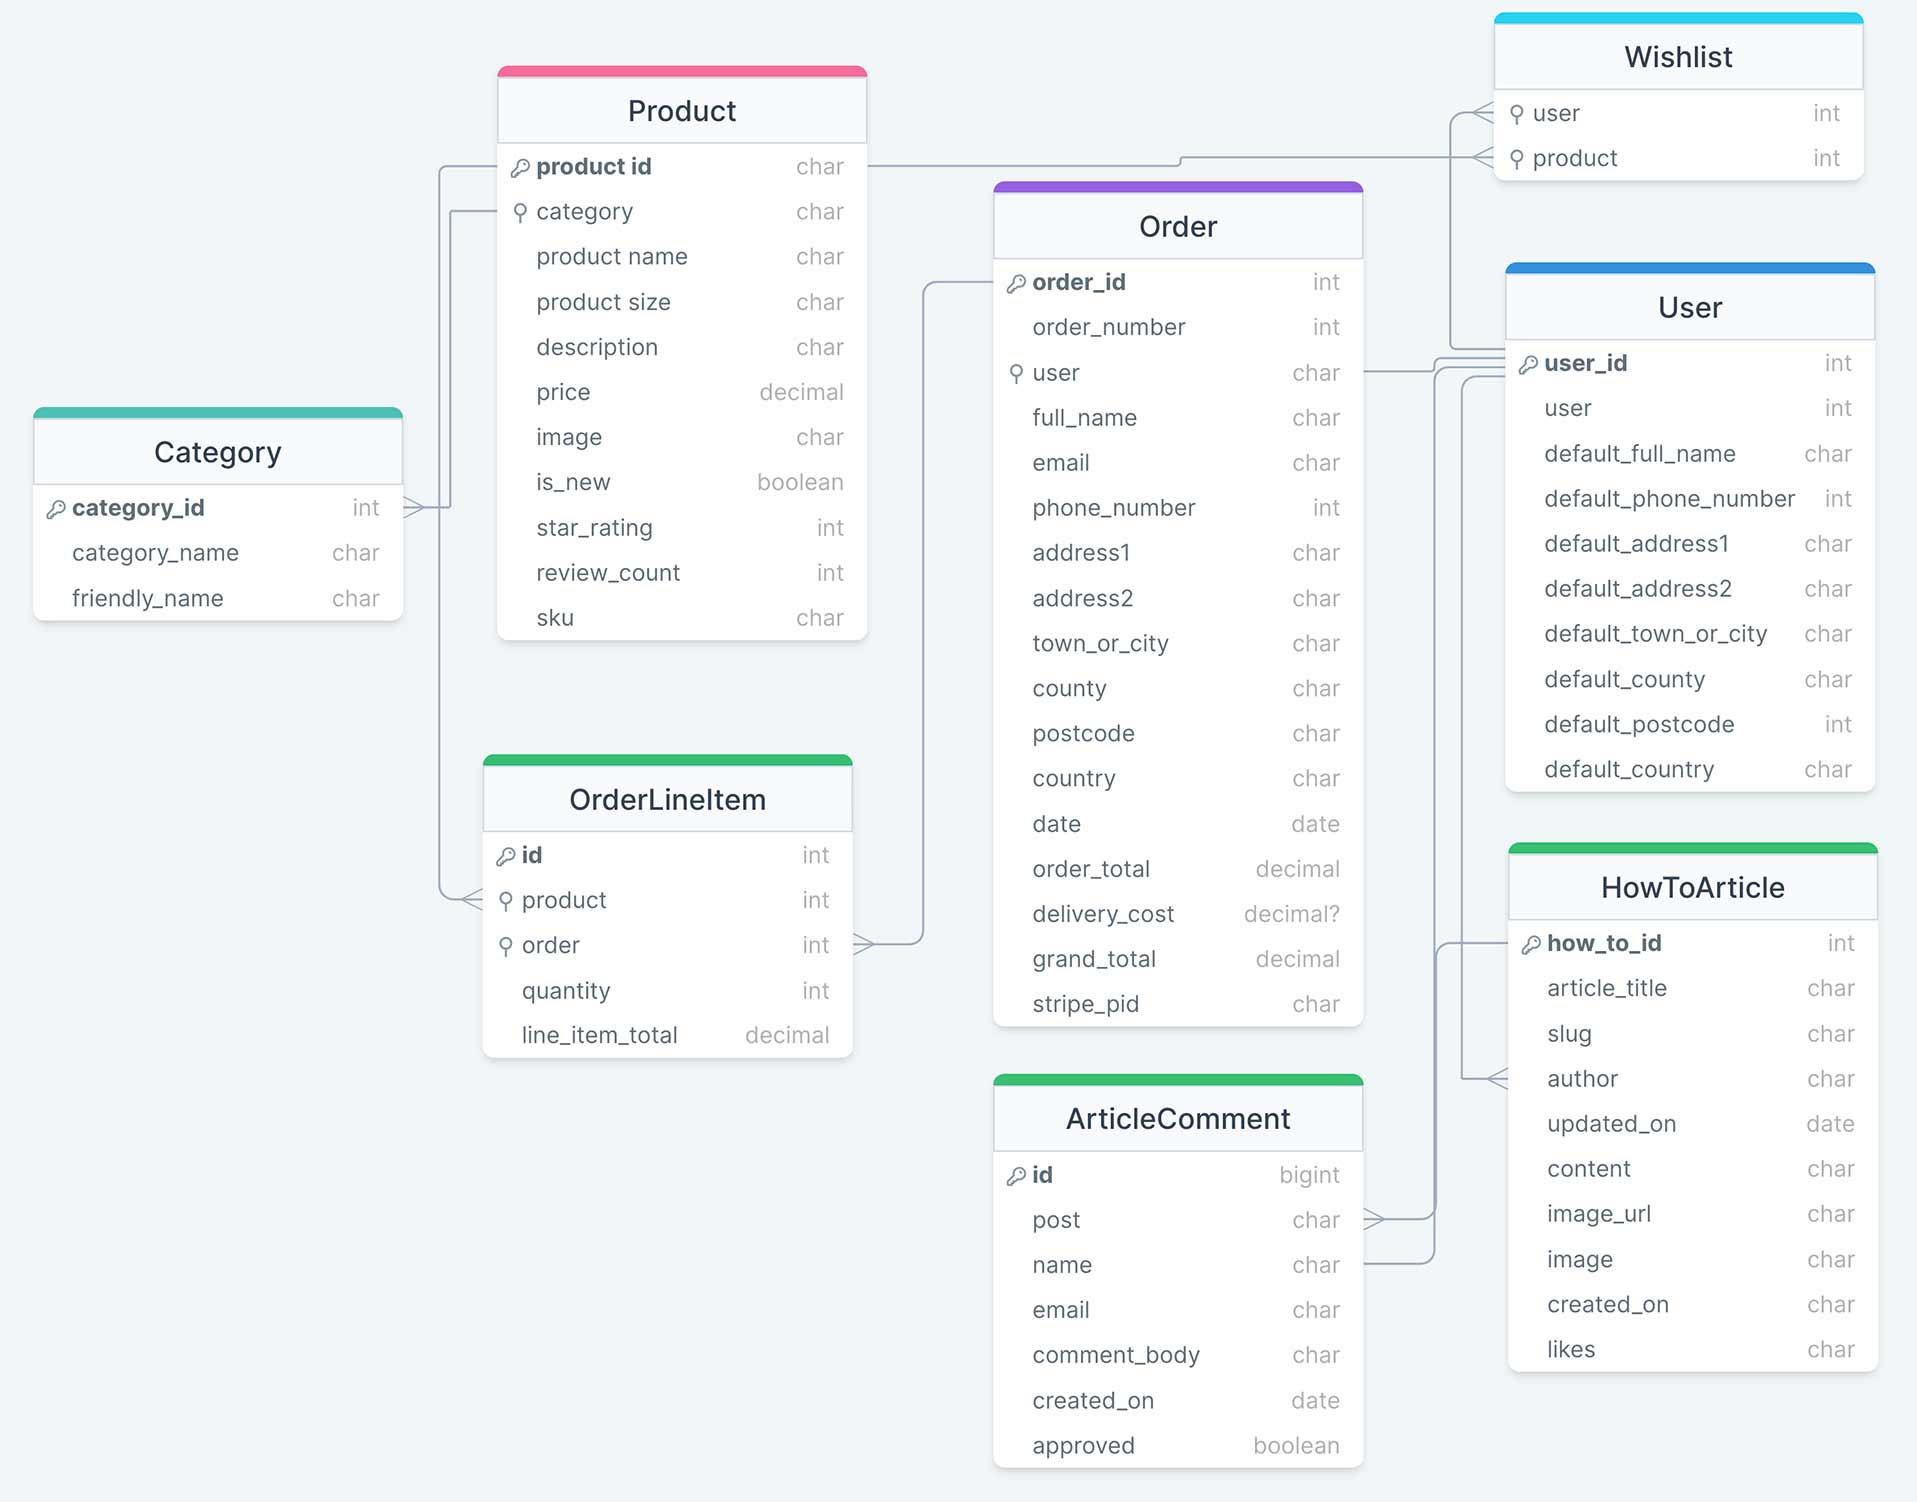 Product
product id char
category char
product name char
product size char
description char
price decimal
image char
is_new boolean
star_rating int
review_count int
sku char
Category
category_id int
category_name char
friendly_name char
OrderLineItem
id int
product int
order int
quantity int
line_item_total decimal
Order
order_id int
order_number int
user char
full_name char
email char
phone_number int
address1 char
address2 char
town_or_city char
county char
postcode char
country char
date date
order_total decimal
delivery_cost decimal?
grand_total decimal
stripe_pid char
ArticleComment
id bigint
post char
name char
email char
comment_body char
created_on date
approved boolean
Wishlist
user int
product int
User
user_id int
user int
default_full_name char
default_phone_number int
default_address1 char
default_address2 char
default_town_or_city char
default_county char
default_postcode int
default_country char
HowToArticle
how_to_id int
article_title char
slug char
author char
updated_on date
content char
image_url char
image char
created_on char
likes char